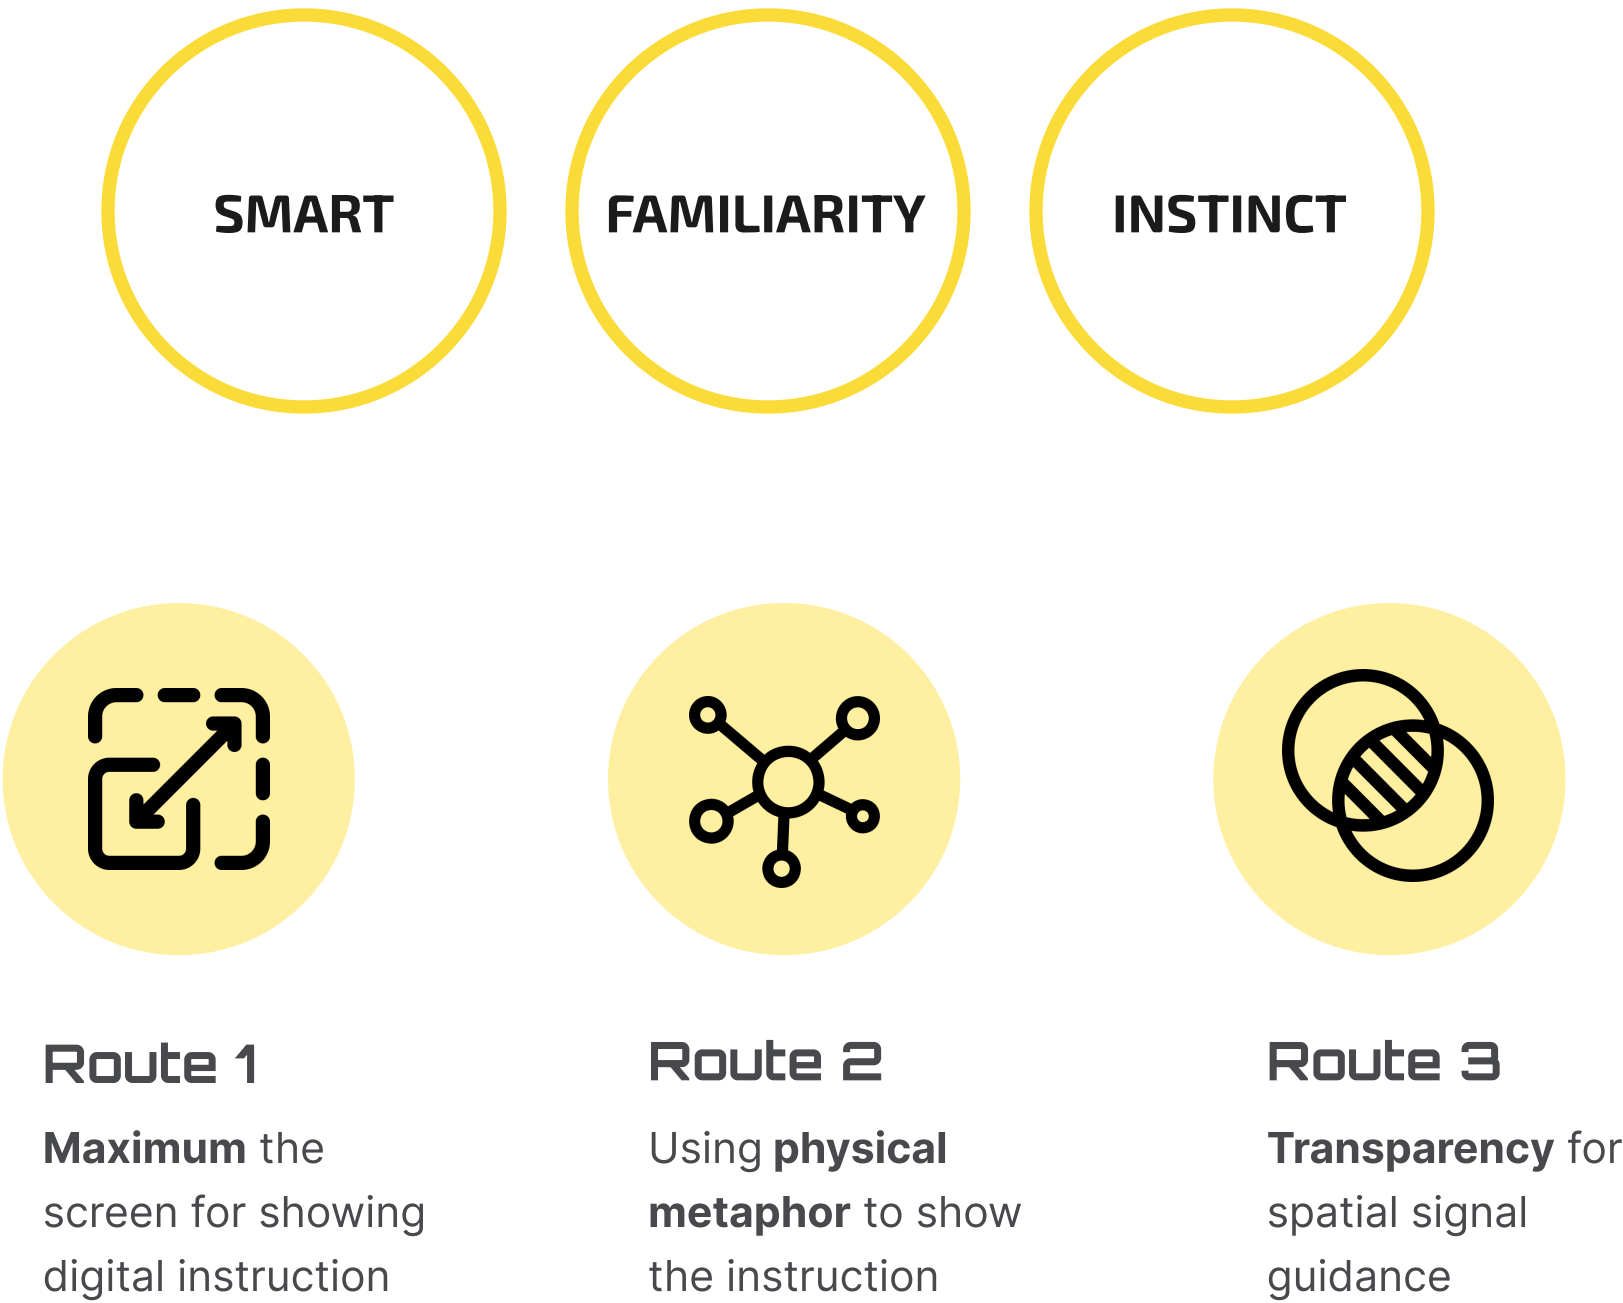 SMART
FAMILIARITY
INSTINCT
Route 1
Maximum the
screen for showing
digital instruction
Route 2
Using physical
metaphor to show
the instruction
Route 3
Transparency for
spatial signal
guidance